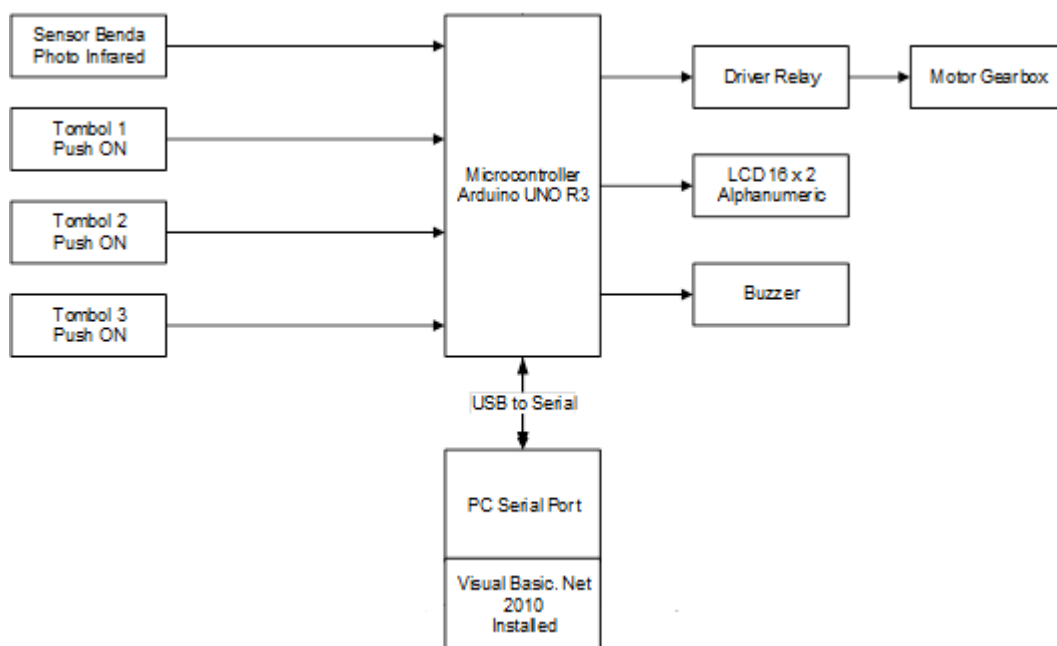 Sensor Benda
Photo Infrared
Tombol 1
Push ON
Tombol 2
Push ON
Tombol 3
Push ON
Microcontroller
Arduino UNO R3
Driver Relay
Motor Gearbox
LCD 16 x 2
Alphanumeric
Buzzer
USB to Serial
PC Serial Port
Visual Basic. Net
2010
Installed